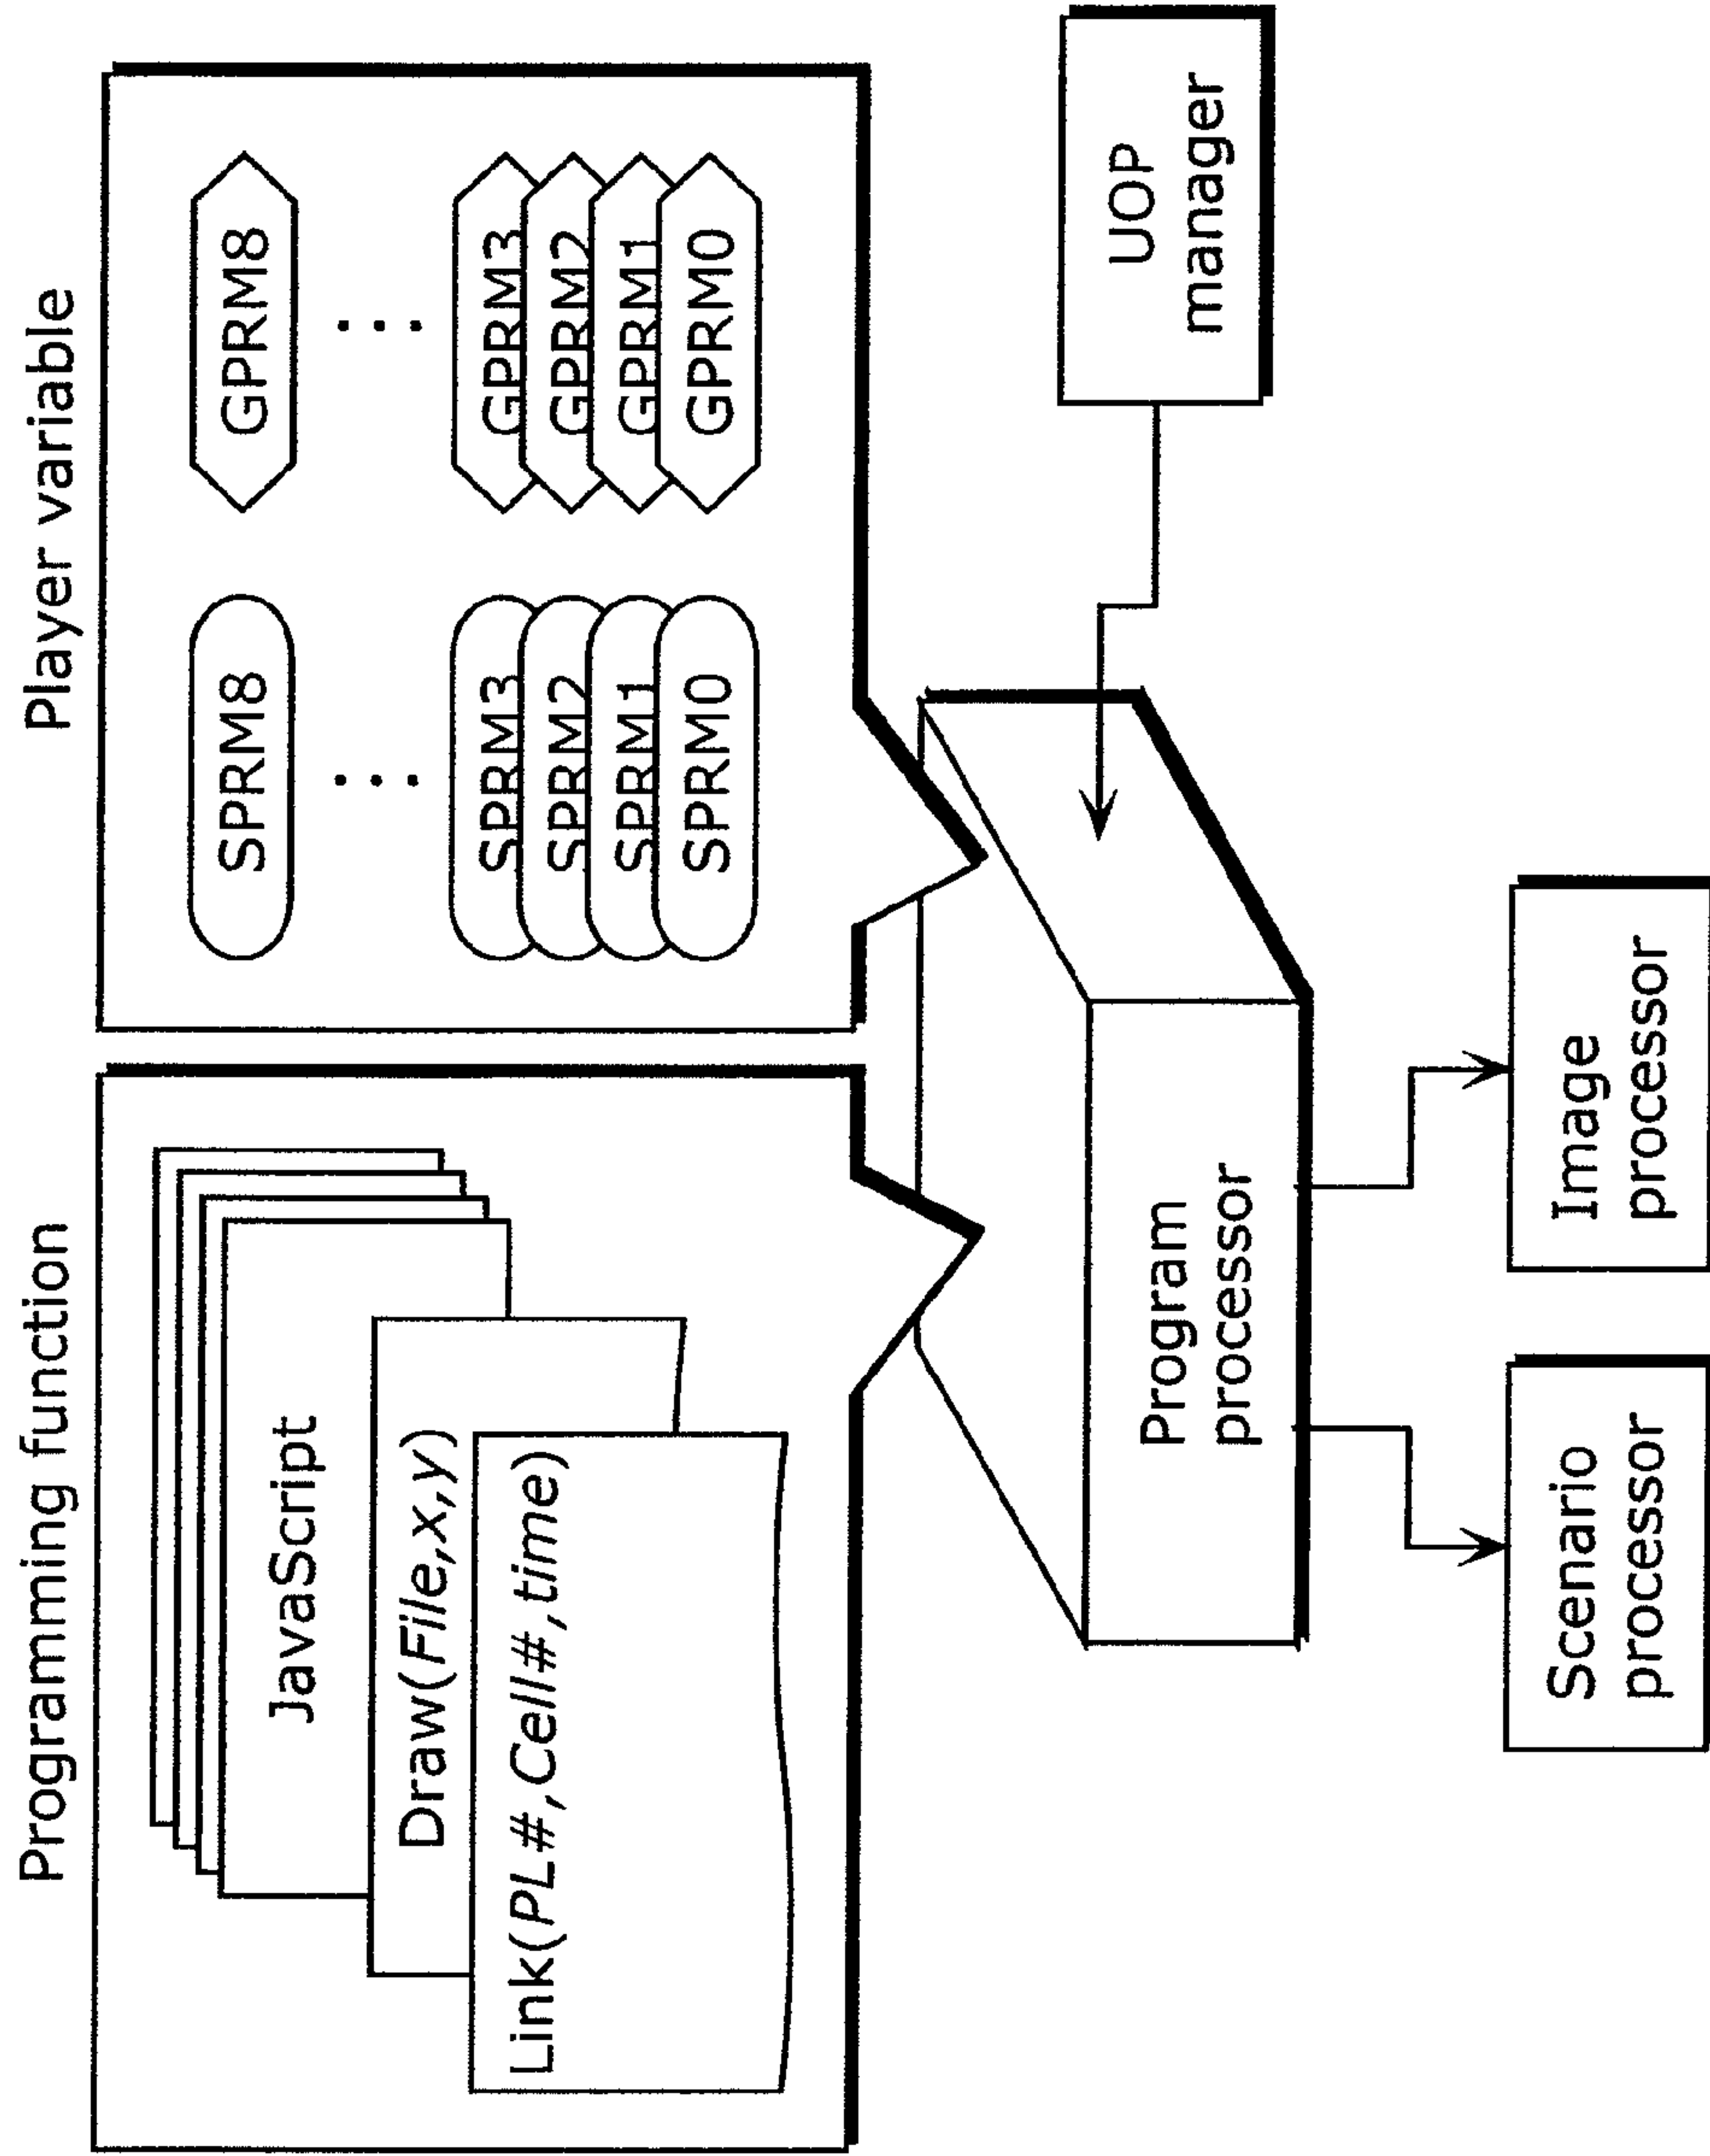 Programming function
JavaScript
Draw(File,x,y)
Link(PL#,Cell#,time)
Player variable
SPRM8
...
SPRM3
SPRM2
SPRM1
SPRM0
GPRM8
...
GPRM3
GPRM2
GPRM1
GPRM0
Program
processor
UOP
manager
Scenario
processor
Image
processor